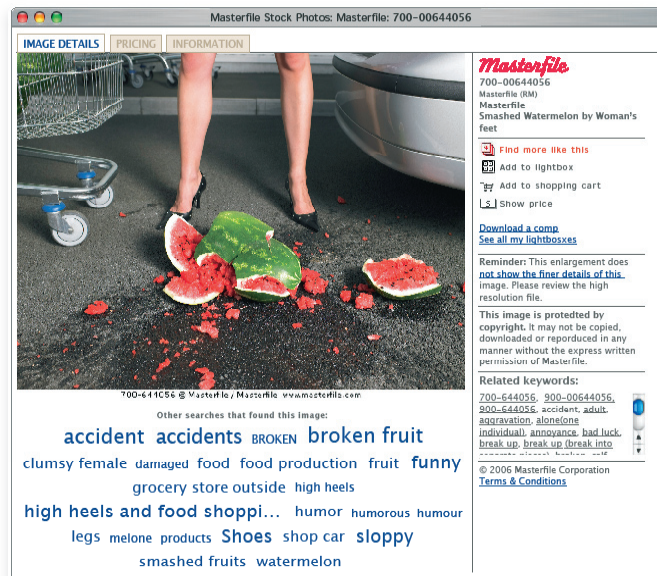 Masterfile Stock Photos: Masterfile: 700-00644056
IMAGE DETAILS PRICING INFORMATION
Masterfile
700-00644056
Masterfile (RM)
Masterfile
Smashed Watermelon by Woman's
feet
Find more like this
Add to lightbox
Add to shopping cart
$ Show price
Download a comp
See all my lightbosxes
Reminder: This enlargement does
not show the finer details of this
image. Please review the high
resolution file.
This image is protedted by
copyright. It may not be copied,
downloaded or reporduced in any
manner without the express written
permission of Masterfile.
Related keywords:
700-644056, 900-00644056,
900-644056, accident, adult,
aggravation, alone(one
individual), annoyance, bad luck,
break up, break up (break into
© 2006 Masterfile Corporation
Terms & Conditions
700-644056 © Masterfile / Masterfile www.masterfile.com
Other searches that found this image:
accident accidents BROKEN broken fruit
clumsy female damaged food food production fruit funny
grocery store outside high heels
high heels and food shoppi... humor humorous humour
legs melone products Shoes shop car sloppy
smashed fruits watermelon